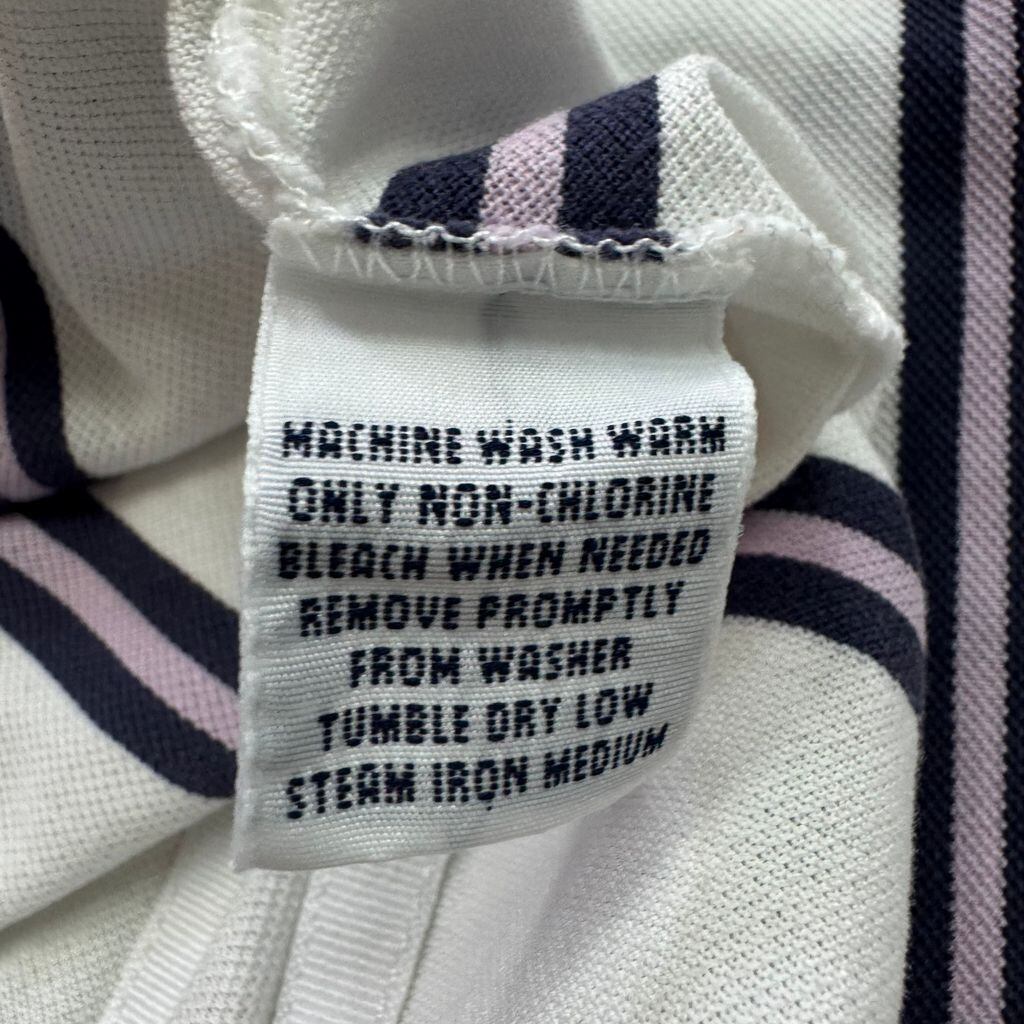 MACHINE WASH WARM
ONLY NON-CHLORINE
BLEACH WHEN NEEDED
REMOVE PROMPTLY
FROM WASHER
TUMBLE DRY LOW
STEAM IRON MEDIUM